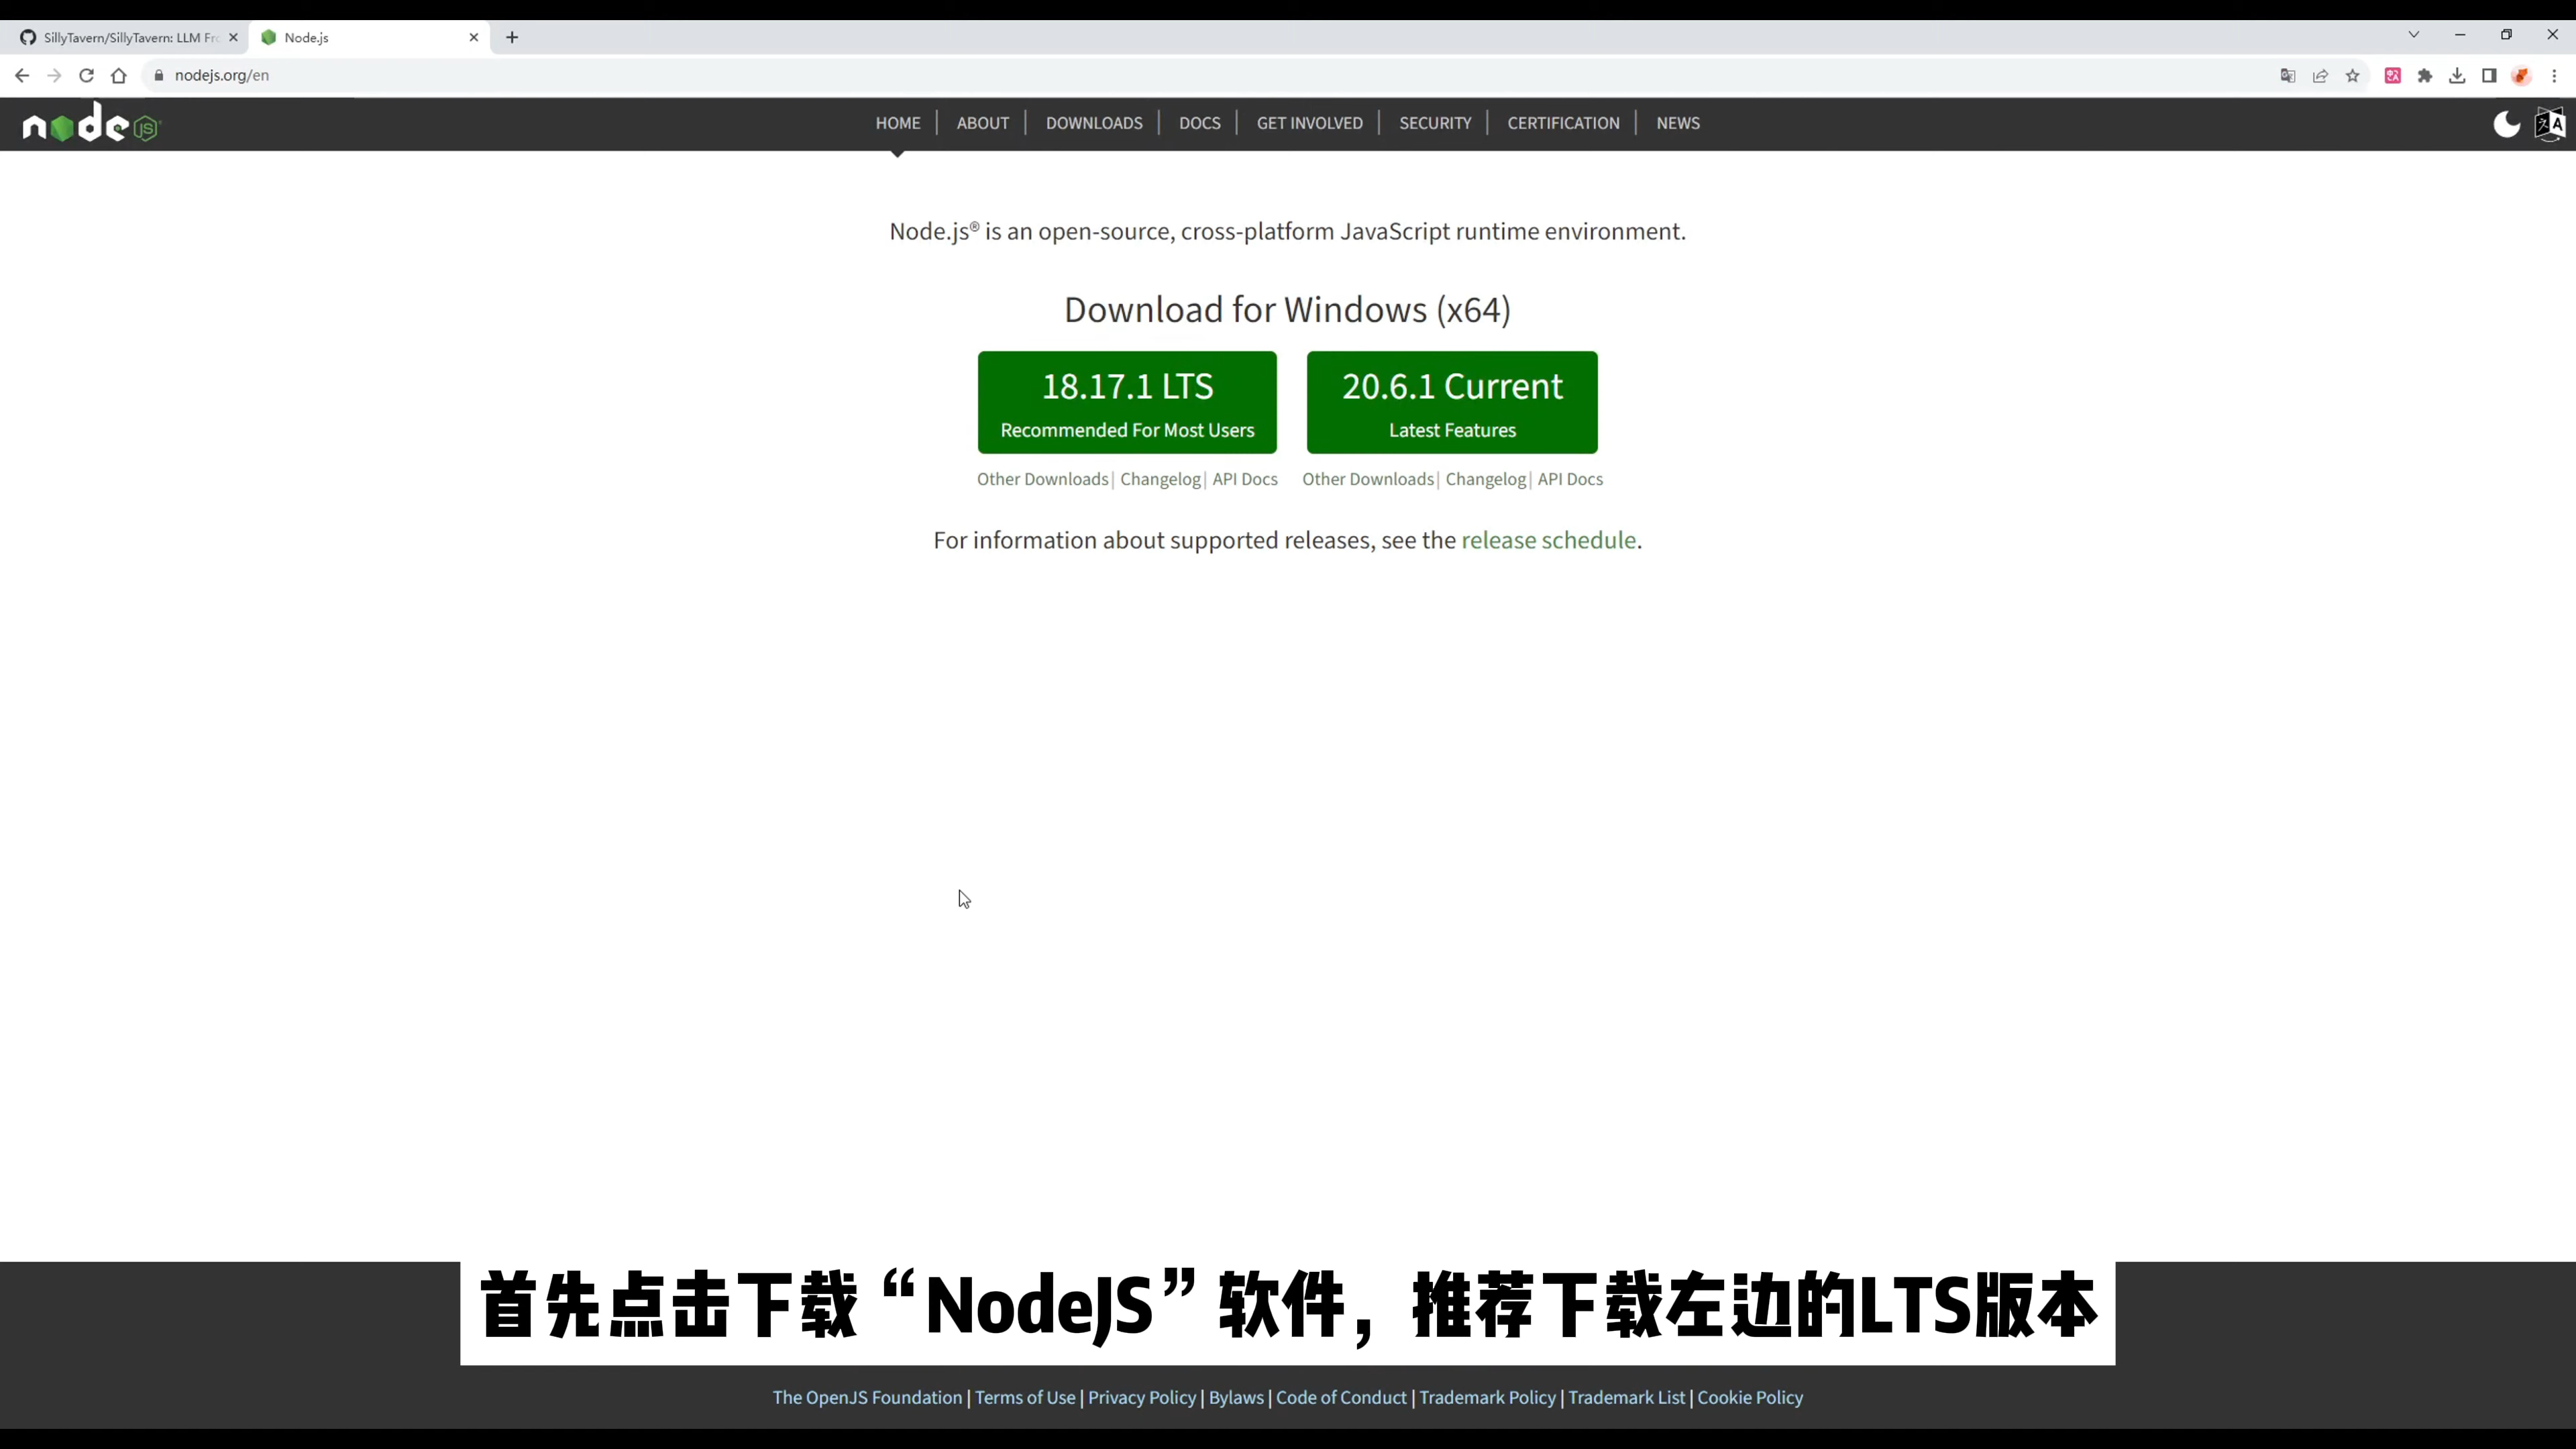 SillyTavern/SillyTavern: LLM Fro
Node.js
nodejs.org/en
node js
HOME | ABOUT | DOWNLOADS | DOCS | GET INVOLVED | SECURITY | CERTIFICATION | NEWS
Node.js® is an open-source, cross-platform JavaScript runtime environment.
Download for Windows (x64)
18.17.1 LTS
Recommended For Most Users
20.6.1 Current
Latest Features
Other Downloads | Changelog | API Docs
Other Downloads | Changelog | API Docs
For information about supported releases, see the release schedule.
首先点击下载“NodeJS”软件，推荐下载左边的LTS版本
The OpenJS Foundation | Terms of Use | Privacy Policy | Bylaws | Code of Conduct | Trademark Policy | Trademark List | Cookie Policy